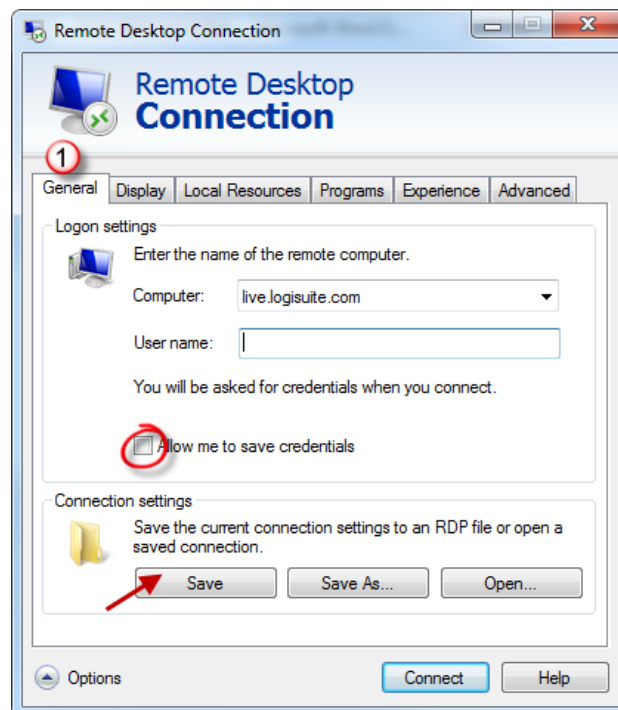 Remote Desktop Connection
Remote Desktop
Connection
1
General Display Local Resources Programs Experience Advanced
Logon settings
Enter the name of the remote computer.
Computer: live.logisuite.com
User name:
You will be asked for credentials when you connect.
Allow me to save credentials
Connection settings
Save the current connection settings to an RDP file or open a
saved connection.
Save Save As... Open...
Options Connect Help